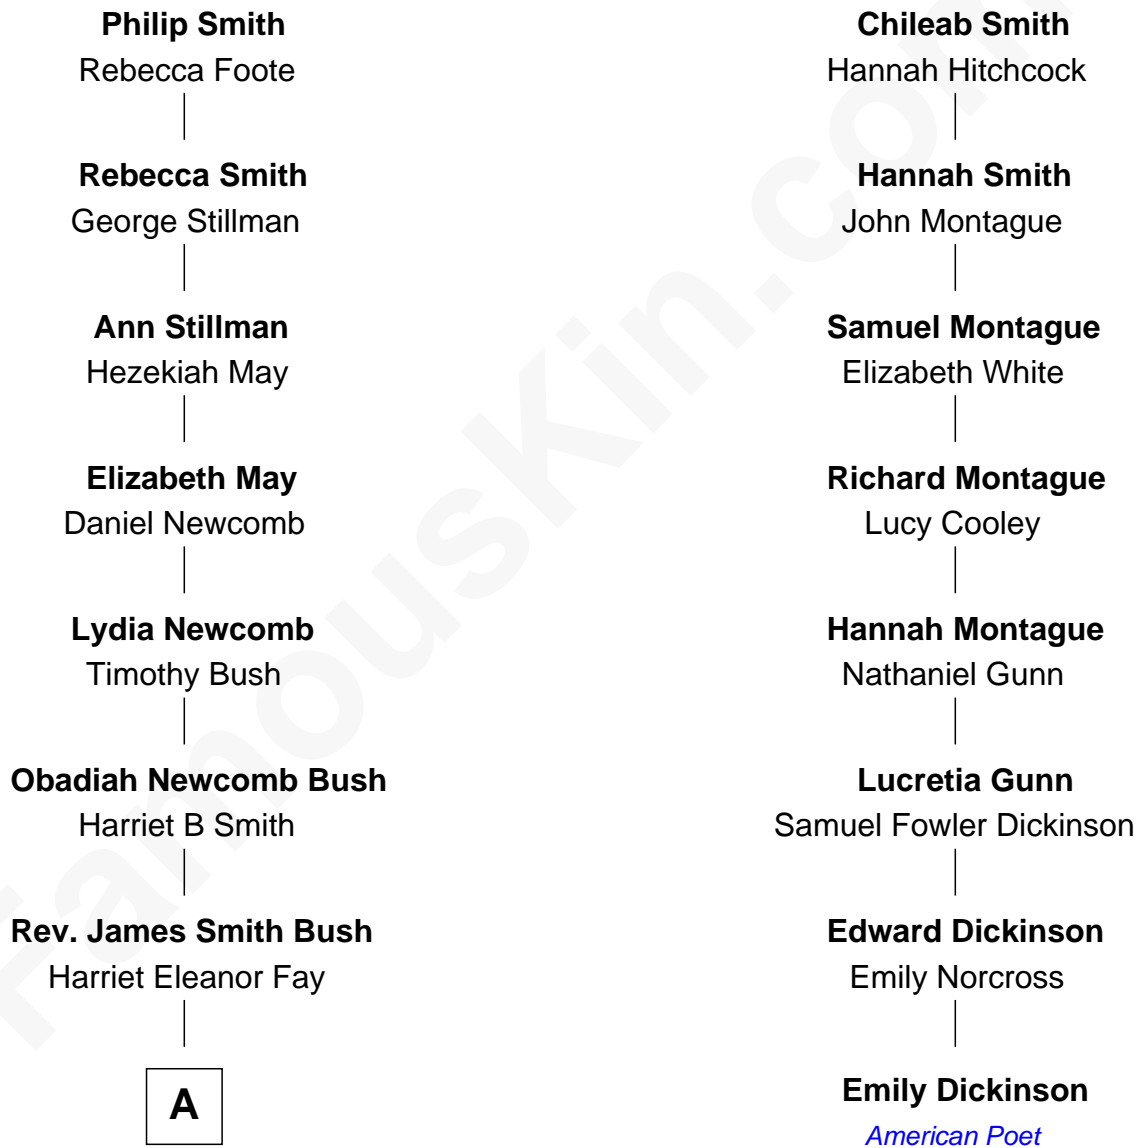 Philip Smith
Rebecca Foote
Rebecca Smith
George Stillman
Ann Stillman
Hezekiah May
Elizabeth May
Daniel Newcomb
Lydia Newcomb
Timothy Bush
Obadiah Newcomb Bush
Harriet B Smith
Rev. James Smith Bush
Harriet Eleanor Fay
A
Chileab Smith
Hannah Hitchcock
Hannah Smith
John Montague
Samuel Montague
Elizabeth White
Richard Montague
Lucy Cooley
Hannah Montague
Nathaniel Gunn
Lucretia Gunn
Samuel Fowler Dickinson
Edward Dickinson
Emily Norcross
Emily Dickinson
American Poet
FamousKin.com